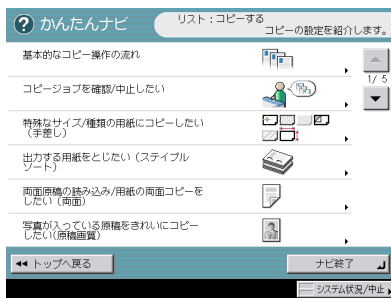 ? かんたんナビ
リスト：コピーする
コピーの設定を紹介します。
基本的なコピー操作の流れ
コピージョブを確認/中止したい
1/ 5
特殊なサイズ/種類の用紙にコピーしたい
（手差し）
出力する用紙をとじたい（ステイプル
ソート）
両面原稿の読み込み/用紙の両面コピーを
したい（両面）
写真が入っている原稿をきれいにコピー
したい(原稿画質)
トップへ戻る
ナビ終了
システム状況/中止